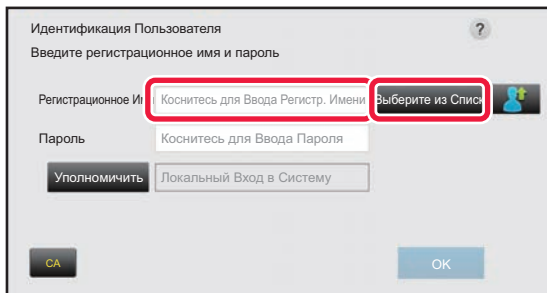 Идентификация Пользователя ?
Введите регистрационное имя и пароль
Регистрационное Им Коснитесь для Ввода Регистр. Имени Выберите из Списк
Пароль Коснитесь для Ввода Пароля
Уполномичить Локальный Вход в Систему
CA OK